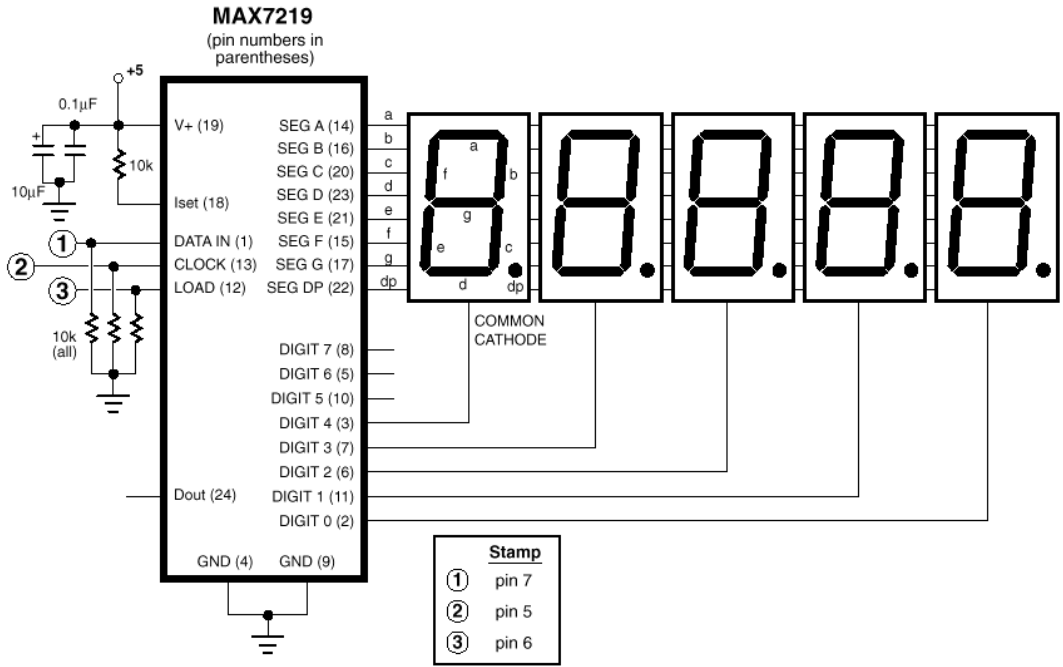 MAX7219
(pin numbers in
parentheses)
+5
0.1µF
+
10µF
10k
V+ (19)
Iset (18)
DATA IN (1)
CLOCK (13)
LOAD (12)
1
2
3
10k
(all)
Dout (24)
GND (4)
GND (9)
SEG A (14)
SEG B (16)
SEG C (20)
SEG D (23)
SEG E (21)
SEG F (15)
SEG G (17)
SEG DP (22)
DIGIT 7 (8)
DIGIT 6 (5)
DIGIT 5 (10)
DIGIT 4 (3)
DIGIT 3 (7)
DIGIT 2 (6)
DIGIT 1 (11)
DIGIT 0 (2)
a
b
c
d
e
f
g
dp
a
f
b
g
e
c
d
dp
COMMON
CATHODE
Stamp
1 pin 7
2 pin 5
3 pin 6